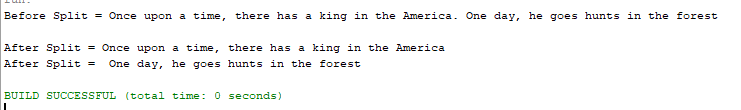 run:
Before Split = Once upon a time, there has a king in the America. One day, he goes hunts in the forest
After Split = Once upon a time, there has a king in the America
After Split =  One day, he goes hunts in the forest
BUILD SUCCESSFUL (total time: 0 seconds)